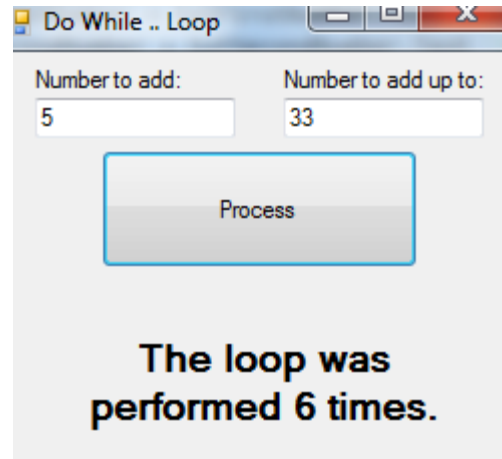 Do While .. Loop
Number to add: Number to add up to:
5 33
Process
The loop was
performed 6 times.